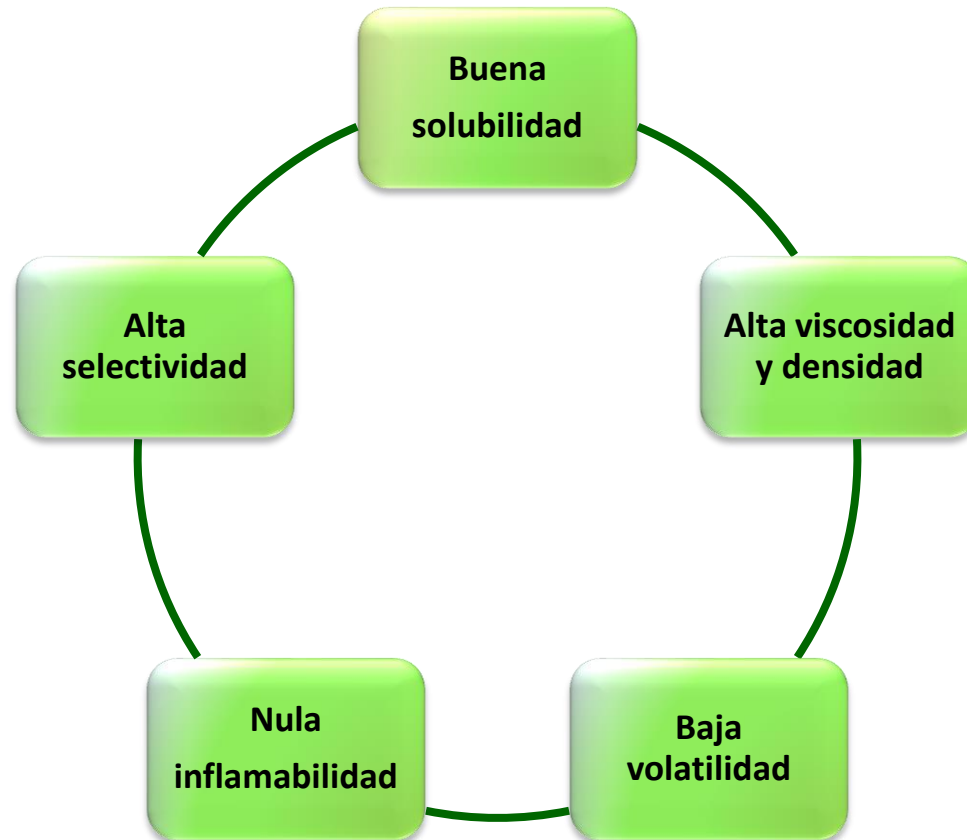 Buena
solubilidad
Alta viscosidad
y densidad
Baja
volatilidad
Nula
inflamabilidad
Alta
selectividad